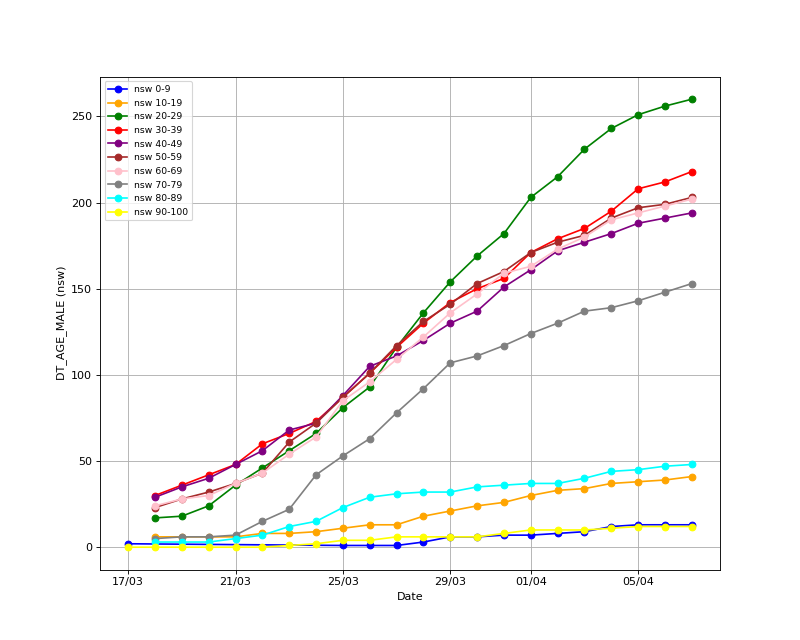 nsw 0-9
nsw 10-19
nsw 20-29
nsw 30-39
nsw 40-49
nsw 50-59
nsw 60-69
nsw 70-79
nsw 80-89
nsw 90-100
250
200
150
100
50
0
DT_AGE_MALE (nsw)
17/03 21/03 25/03 29/03 01/04 05/04
Date